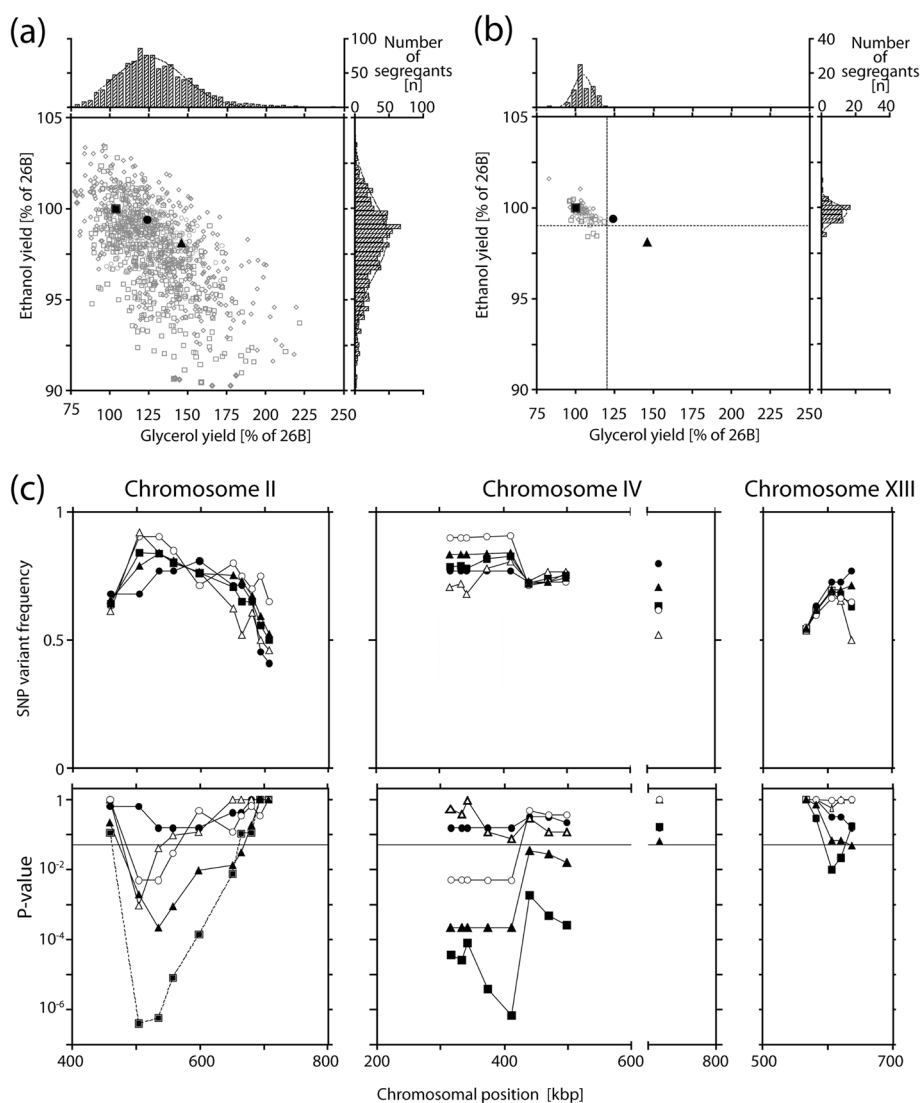 (a)
100
50
0
0 50 100
Number
of
segregants
[n]
105
100
95
90
Ethanol yield [% of 26B]
75 100 125 150 175 200 225 250
Glycerol yield [% of 26B]
(b)
40
20
0
0 20 40
Number
of
segregants
[n]
105
100
95
90
Ethanol yield [% of 26B]
75 100 125 150 175 200 225 250
Glycerol yield [% of 26B]
(c)
Chromosome II Chromosome IV Chromosome XIII
1
0.5
0
SNP variant frequency
1
10-2
10-4
10-6
P-value
400 600 800
200 400 600 800
500 700
Chromosomal position [kbp]